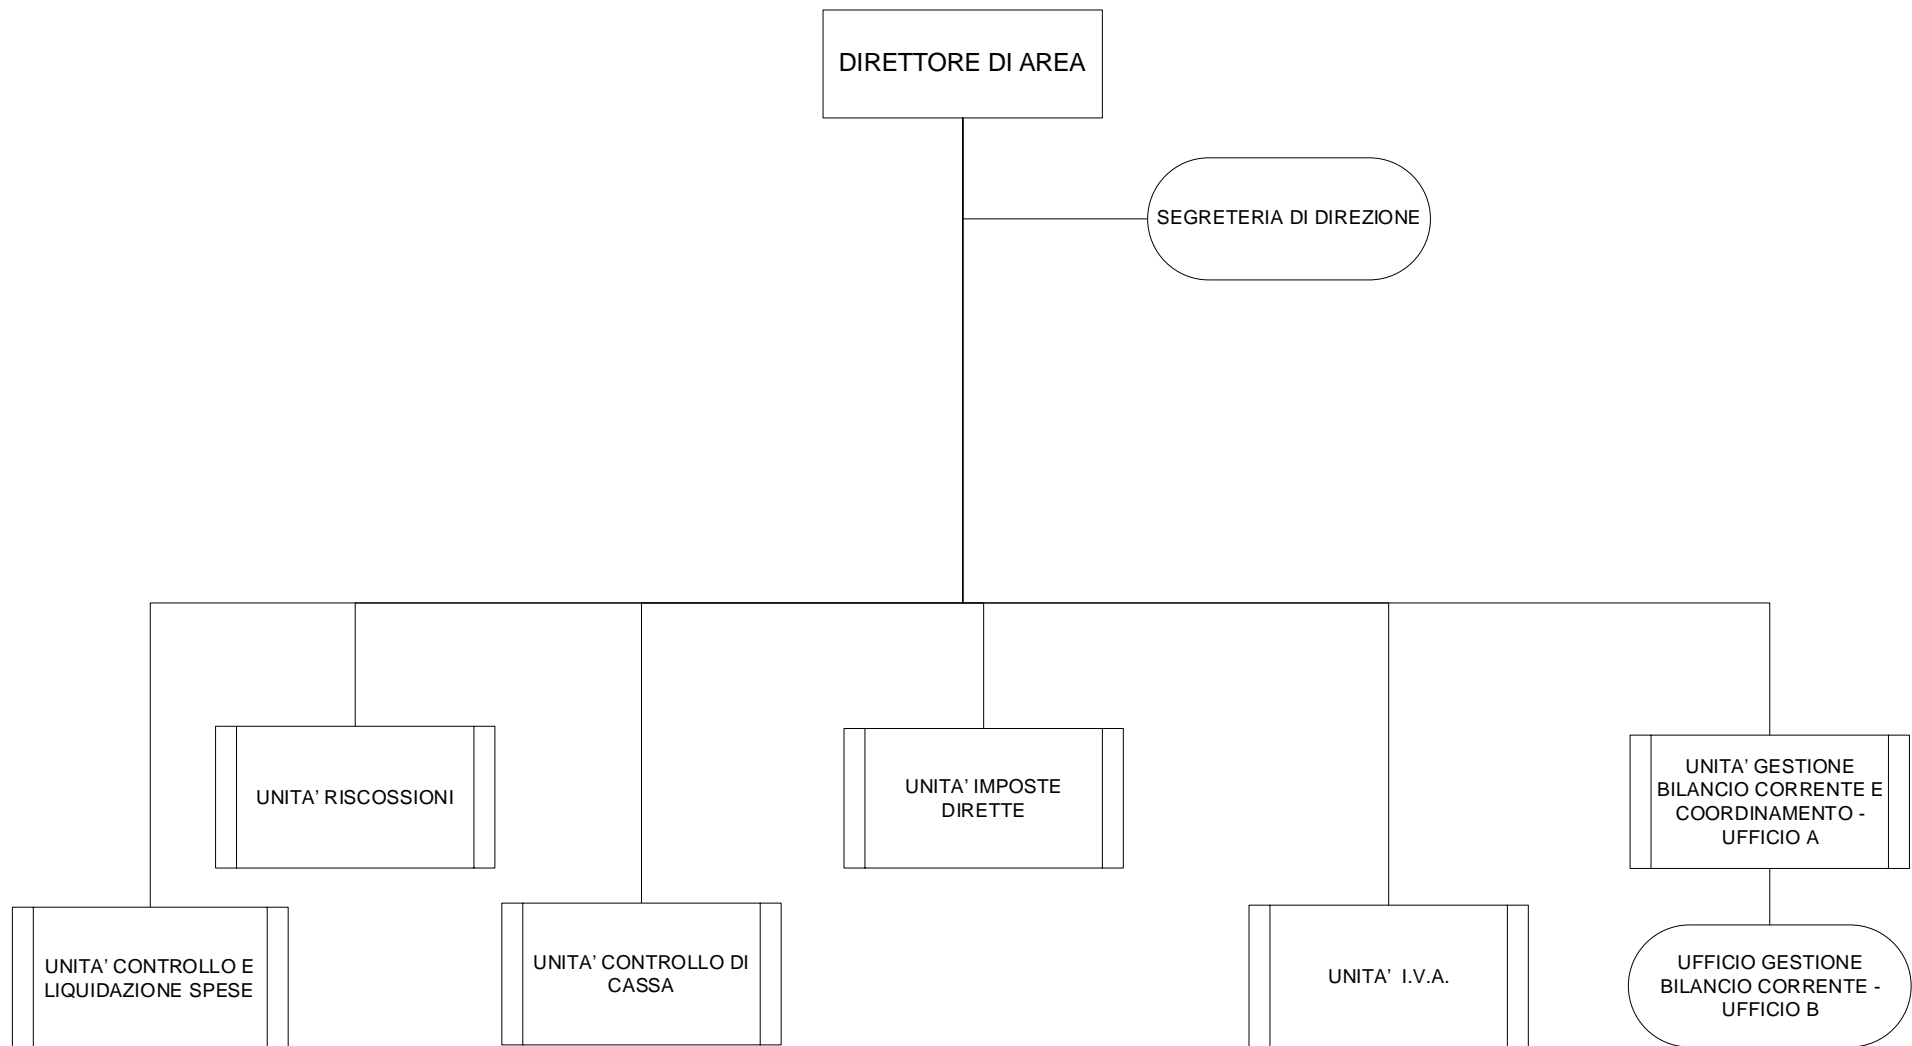 DIRETTORE DI AREA
SEGRETERIA DI DIREZIONE
UNITA’ RISCOSSIONI
UNITA’ IMPOSTE
DIRETTE
UNITA’ GESTIONE
BILANCIO CORRENTE E
COORDINAMENTO -
UFFICIO A
UNITA’ CONTROLLO E
LIQUIDAZIONE SPESE
UNITA’ CONTROLLO DI
CASSA
UNITA’ I.V.A.
UFFICIO GESTIONE
BILANCIO CORRENTE -
UFFICIO B